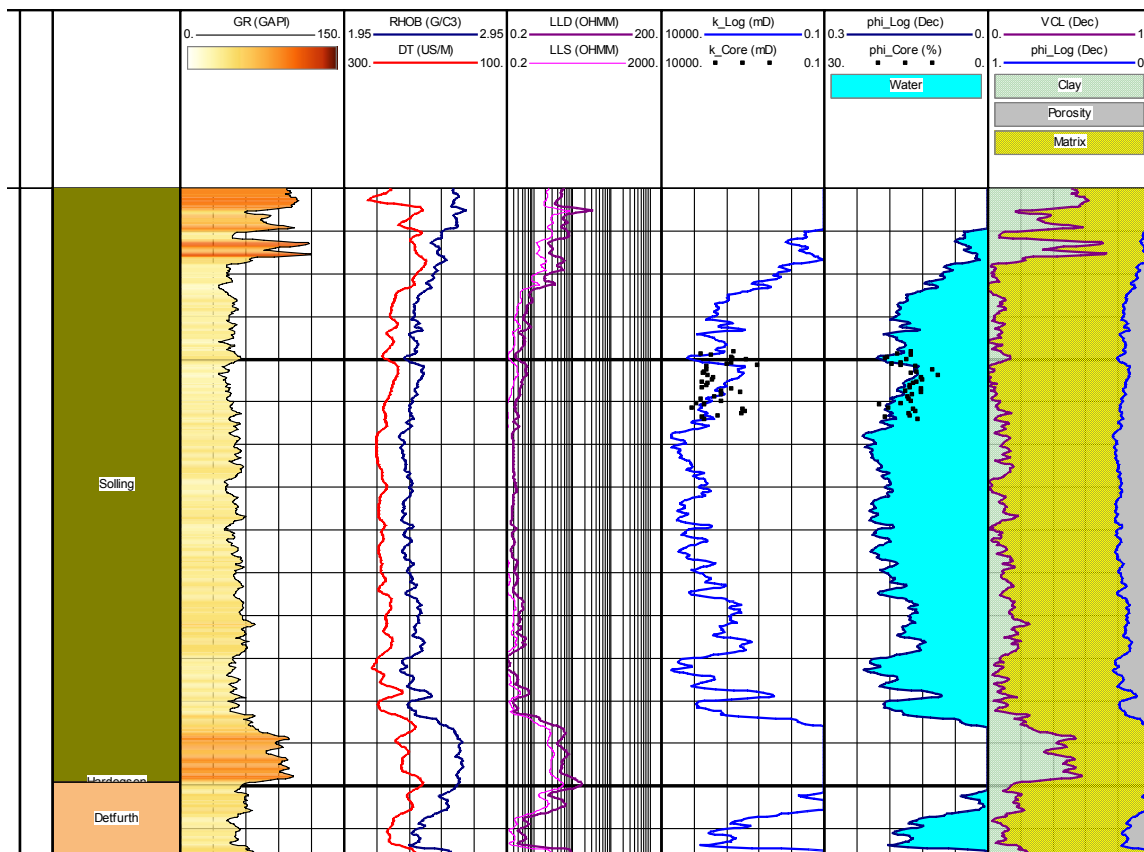 GR (GAPI)
0. 150.
RHOB (G/C3)
1.95 2.95
DT (US/M)
300. 100.
LLD (OHMM)
0.2 200.
LLS (OHMM)
0.2 2000.
k_Log (mD)
10000. 0.1
k_Core (mD)
10000. 0.1
phi_Log (Dec)
0.3 0.
phi_Core (%)
30. 0.
Water
VCL (Dec)
0. 1
phi_Log (Dec)
1. 0
Clay
Porosity
Matrix
Solling
Detfurth